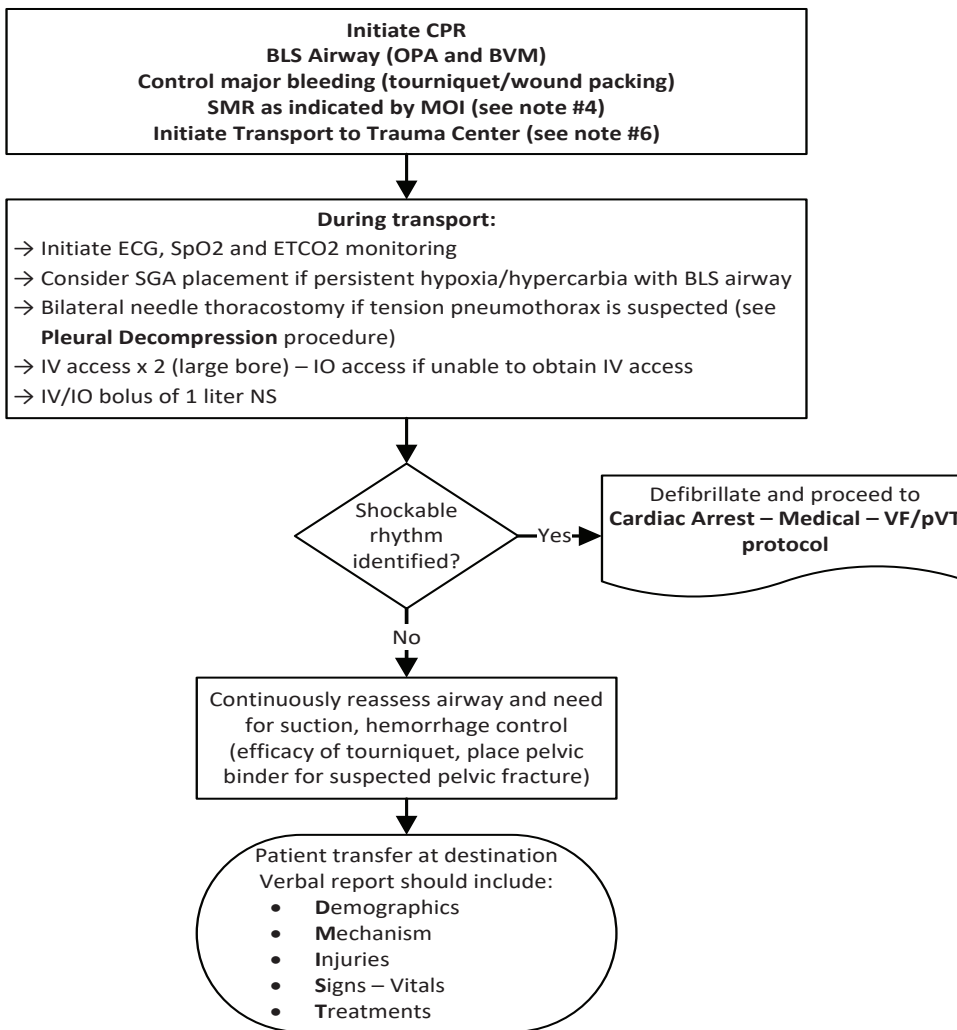 Initiate CPR
BLS Airway (OPA and BVM)
Control major bleeding (tourniquet/wound packing)
SMR as indicated by MOI (see note #4)
Initiate Transport to Trauma Center (see note #6)
During transport:
→ Initiate ECG, SpO2 and ETCO2 monitoring
→ Consider SGA placement if persistent hypoxia/hypercarbia with BLS airway
→ Bilateral needle thoracostomy if tension pneumothorax is suspected (see
Pleural Decompression procedure)
→ IV access x 2 (large bore) – IO access if unable to obtain IV access
→ IV/IO bolus of 1 liter NS
Shockable
rhythm
identified?
Yes
Defibrillate and proceed to
Cardiac Arrest – Medical – VF/pVT
protocol
No
Continuously reassess airway and need
for suction, hemorrhage control
(efficacy of tourniquet, place pelvic
binder for suspected pelvic fracture)
Patient transfer at destination
Verbal report should include:
• Demographics
• Mechanism
• Injuries
• Signs – Vitals
• Treatments